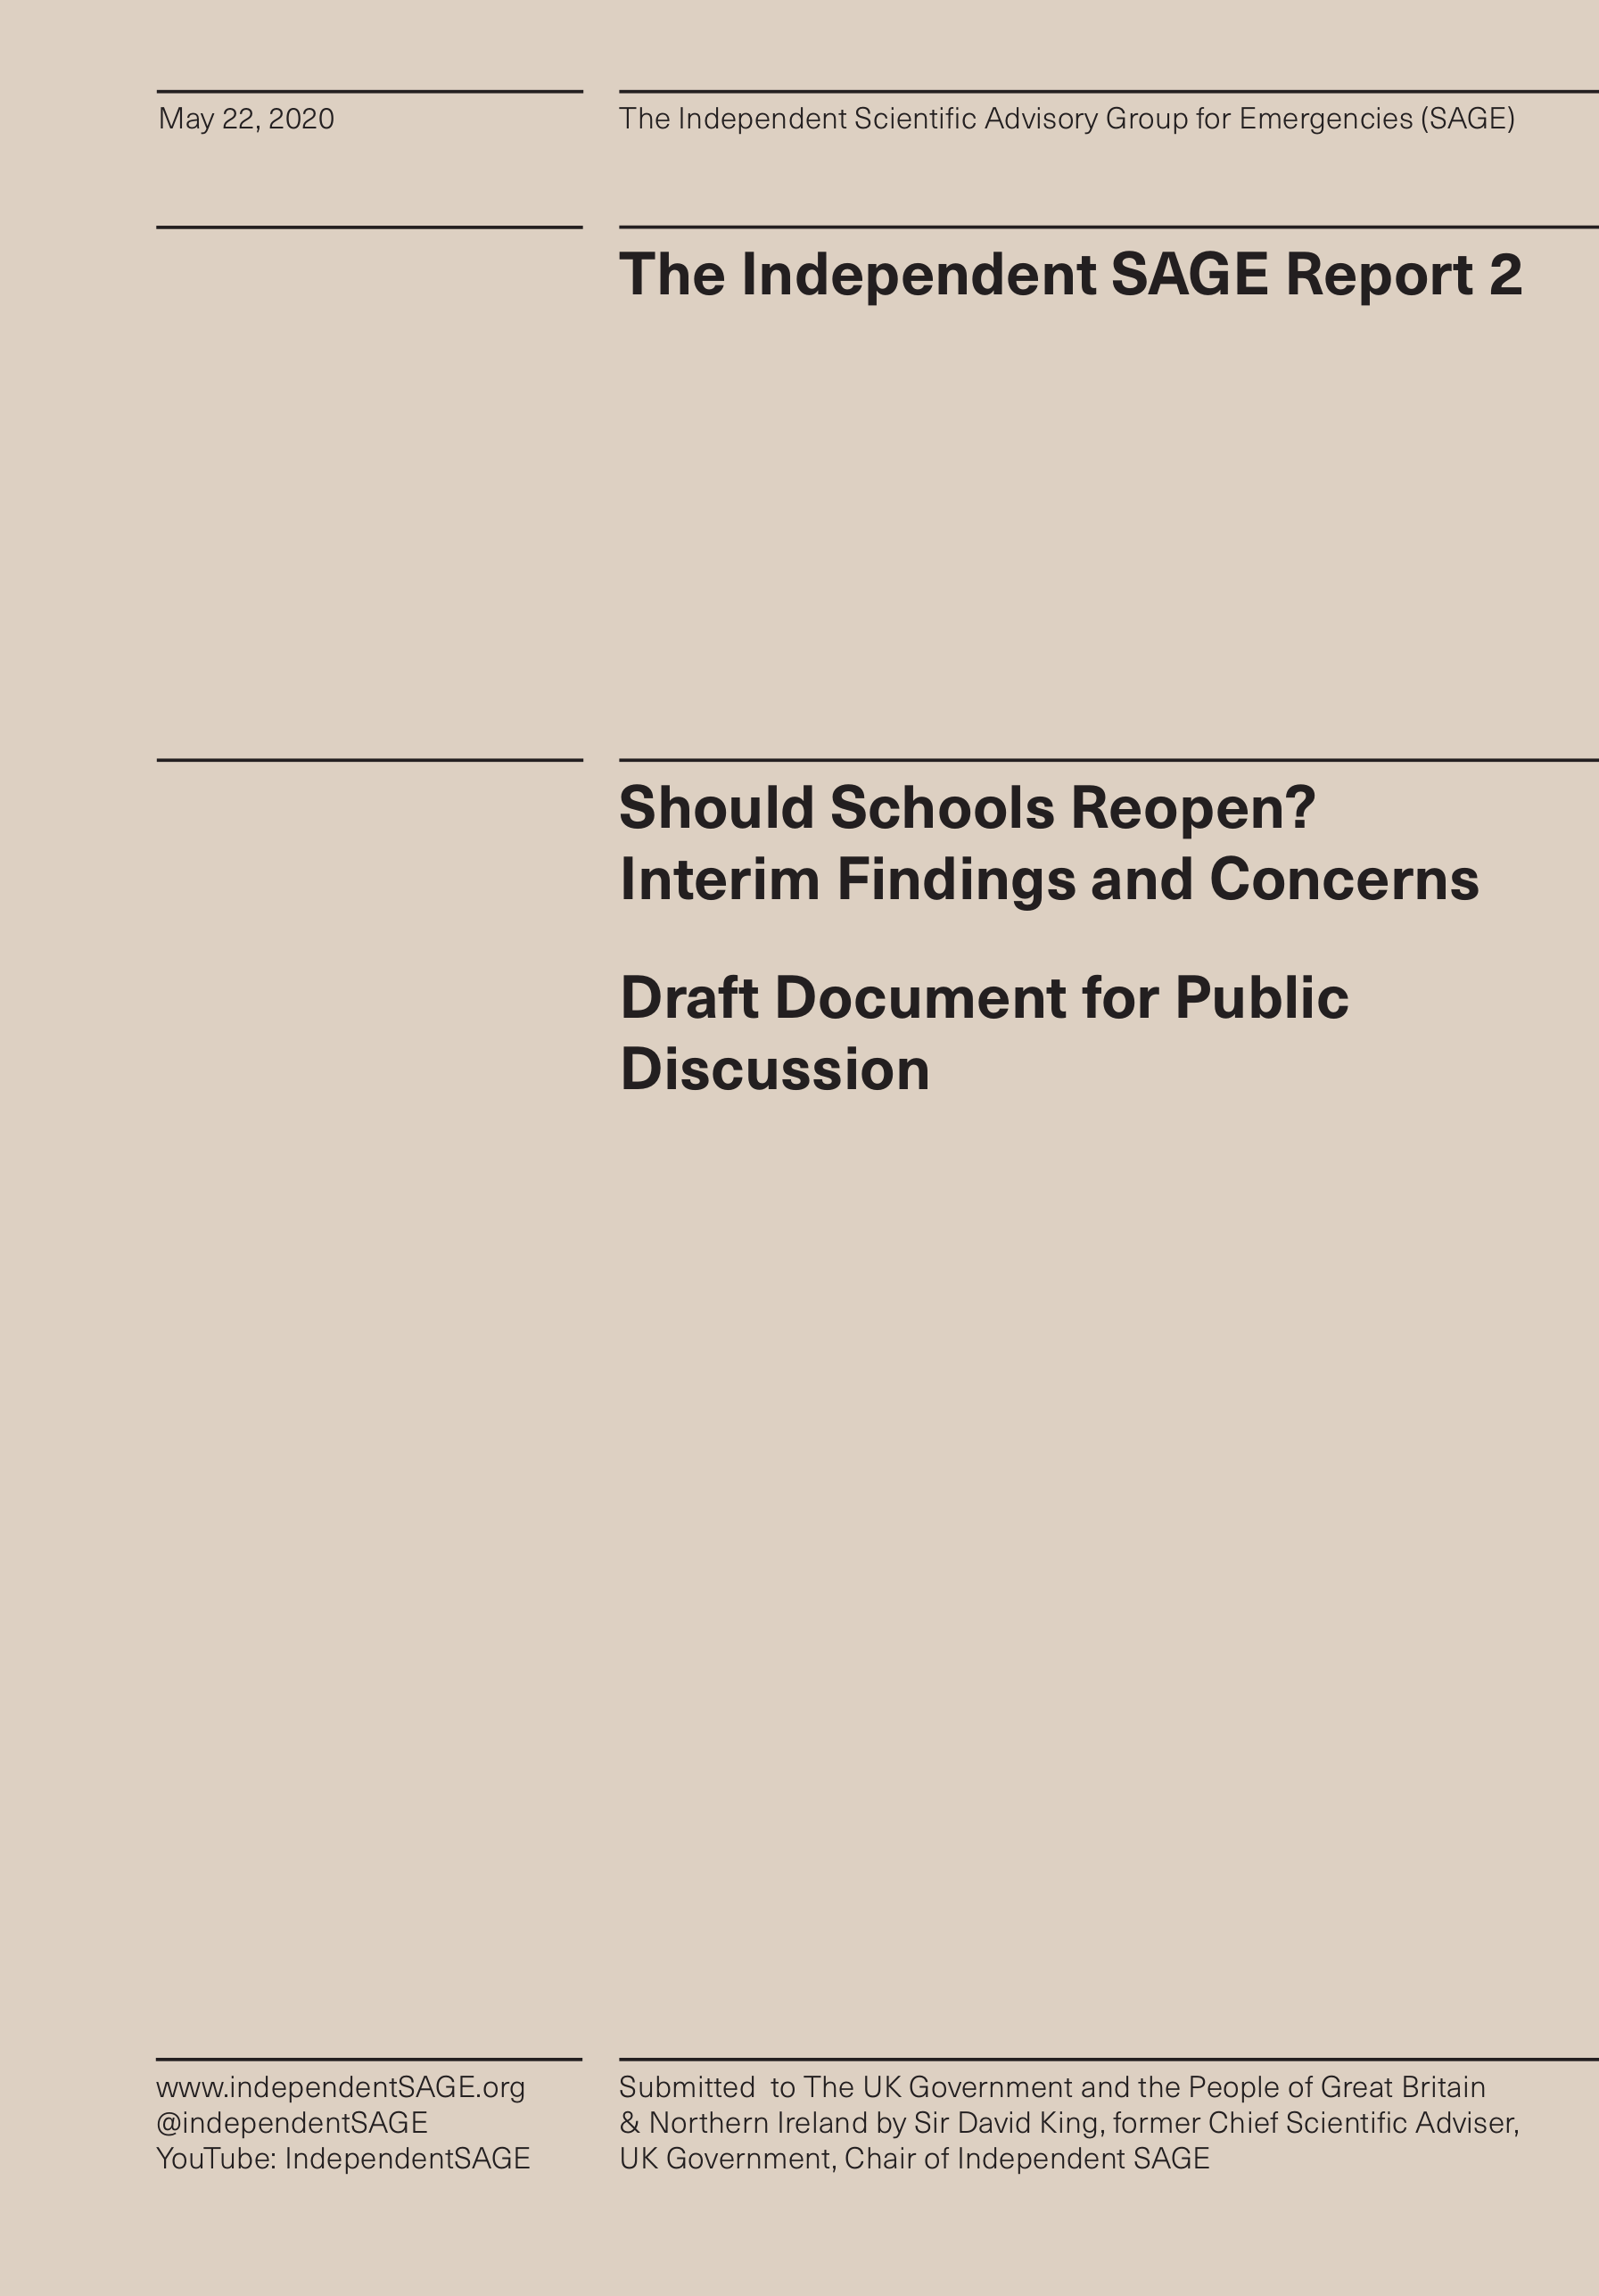 May 22, 2020
The Independent Scientific Advisory Group for Emergencies (SAGE)
The Independent SAGE Report 2
Should Schools Reopen?
Interim Findings and Concerns
Draft Document for Public
Discussion
www.independentSAGE.org
@independentSAGE
YouTube: IndependentSAGE
Submitted  to The UK Government and the People of Great Britain
& Northern Ireland by Sir David King, former Chief Scientific Adviser,
UK Government, Chair of Independent SAGE